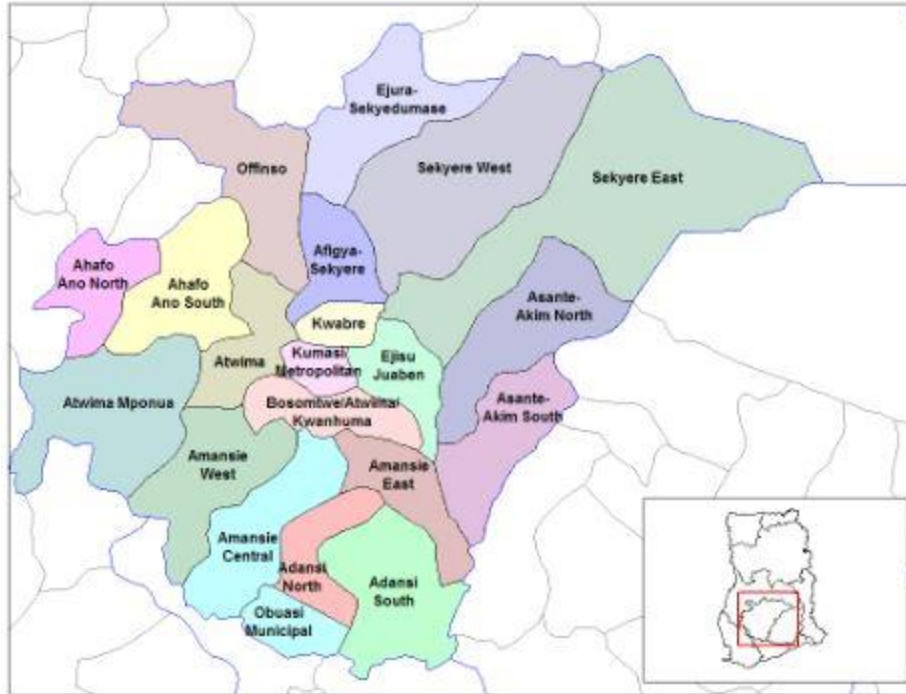 Ejura-
Sekyedumase
Offinso
Sekyere West
Sekyere East
Afigya-
Sekyere
Ahafo
Ano North
Ahafo
Ano South
Asante-
Akim North
Kwabre
Atwima
Kumasi
Metropolitan
Ejisu
Juaben
Atwima Mponua
Bosomtwe/Atwima/
Kwanhuma
Asante-
Akim South
Amansie
West
Amansie
East
Amansie
Central
Adansi
North
Adansi
South
Obuasi
Municipal